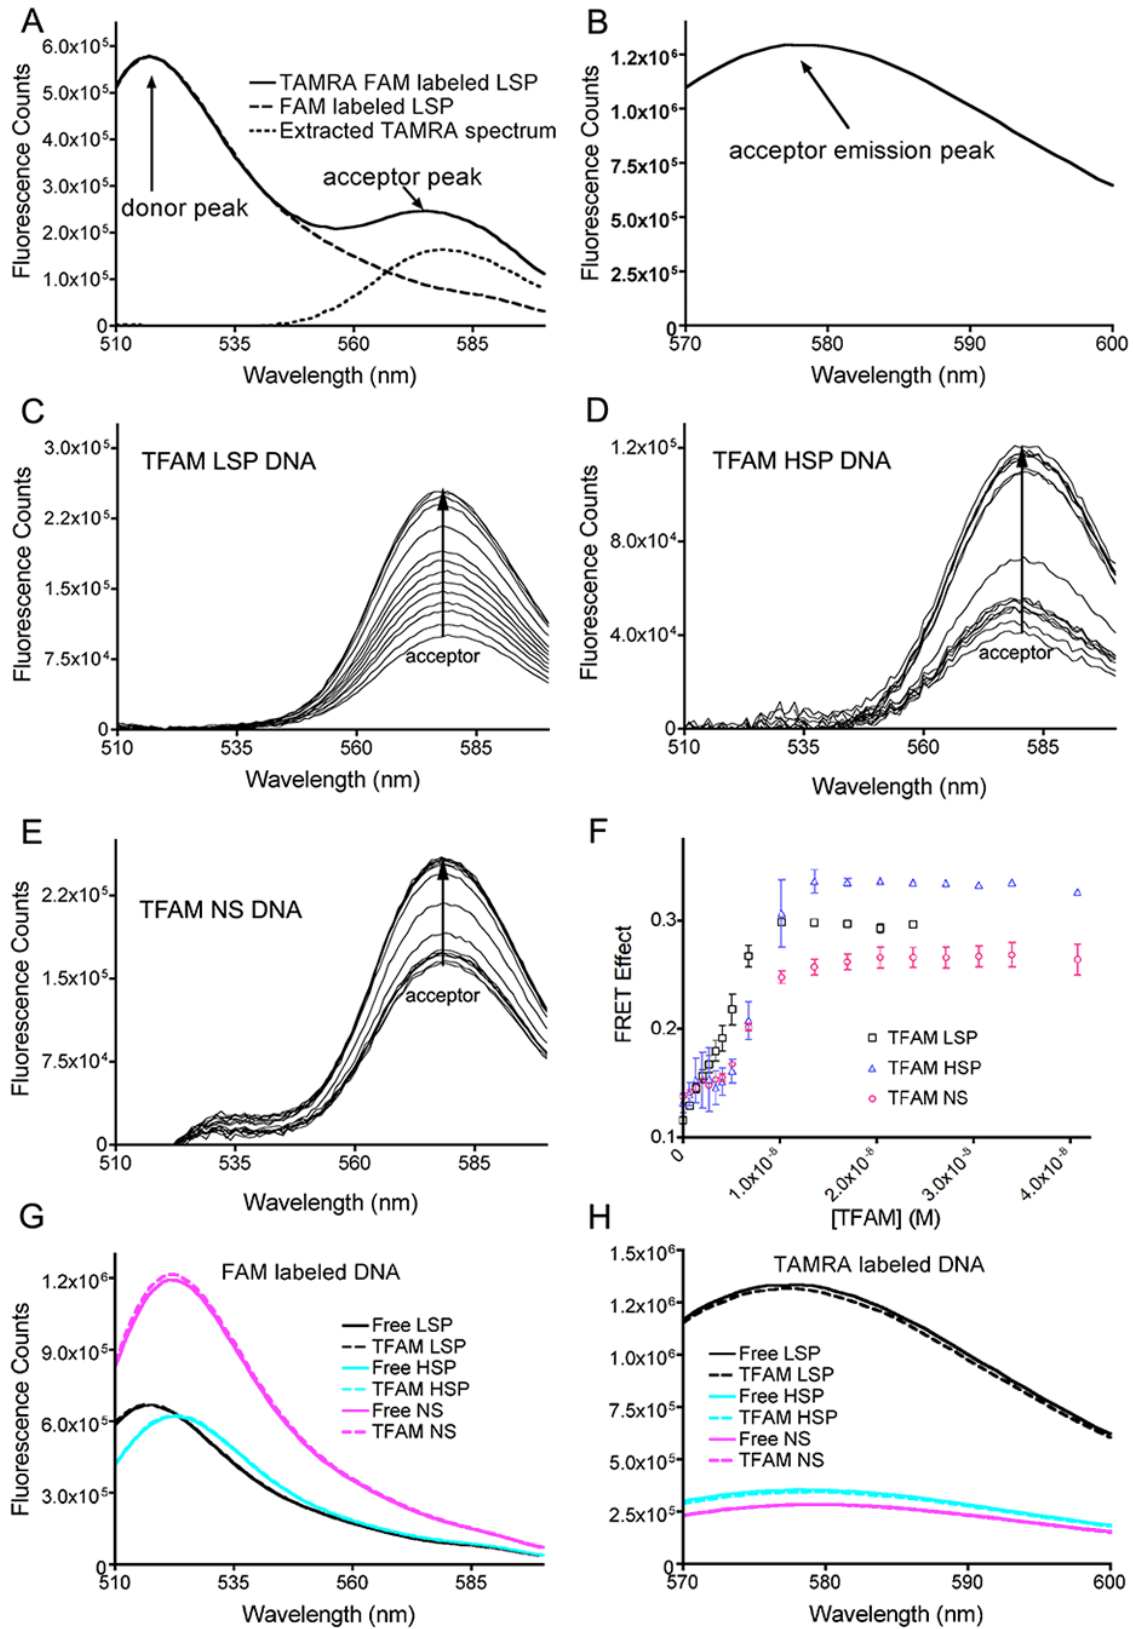 A
6.0x10⁵
5.0x10⁵
4.0x10⁵
3.0x10⁵
2.0x10⁵
1.0x10⁵
0
510
535
560
585
Fluorescence Counts
Wavelength (nm)
TAMRA FAM labeled LSP
FAM labeled LSP
Extracted TAMRA spectrum
acceptor peak
donor peak
B
1.2x10⁶
1.0x10⁶
7.5x10⁵
5.0x10⁵
2.5x10⁵
0
570
580
590
600
Fluorescence Counts
Wavelength (nm)
acceptor emission peak
C
TFAM LSP DNA
3.0x10⁵
2.2x10⁵
1.5x10⁵
7.5x10⁴
0
510
535
560
585
Fluorescence Counts
Wavelength (nm)
acceptor
D
TFAM HSP DNA
1.2x10⁵
8.0x10⁴
4.0x10⁴
0
510
535
560
585
Fluorescence Counts
Wavelength (nm)
acceptor
E
TFAM NS DNA
2.2x10⁵
1.5x10⁵
7.5x10⁴
0
510
535
560
585
Fluorescence Counts
Wavelength (nm)
acceptor
F
0.3
0.2
0.1
FRET Effect
TFAM LSP
TFAM HSP
TFAM NS
0
1.0x10⁻⁸
2.0x10⁻⁸
3.0x10⁻⁸
4.0x10⁻⁸
[TFAM] (M)
G
FAM labeled DNA
1.2x10⁶
9.0x10⁵
6.0x10⁵
3.0x10⁵
0
510
535
560
585
Fluorescence Counts
Wavelength (nm)
Free LSP
TFAM LSP
Free HSP
TFAM HSP
Free NS
TFAM NS
H
TAMRA labeled DNA
1.5x10⁶
1.2x10⁶
1.0x10⁶
7.5x10⁵
5.0x10⁵
2.5x10⁵
0
570
580
590
600
Fluorescence Counts
Wavelength (nm)
Free LSP
TFAM LSP
Free HSP
TFAM HSP
Free NS
TFAM NS